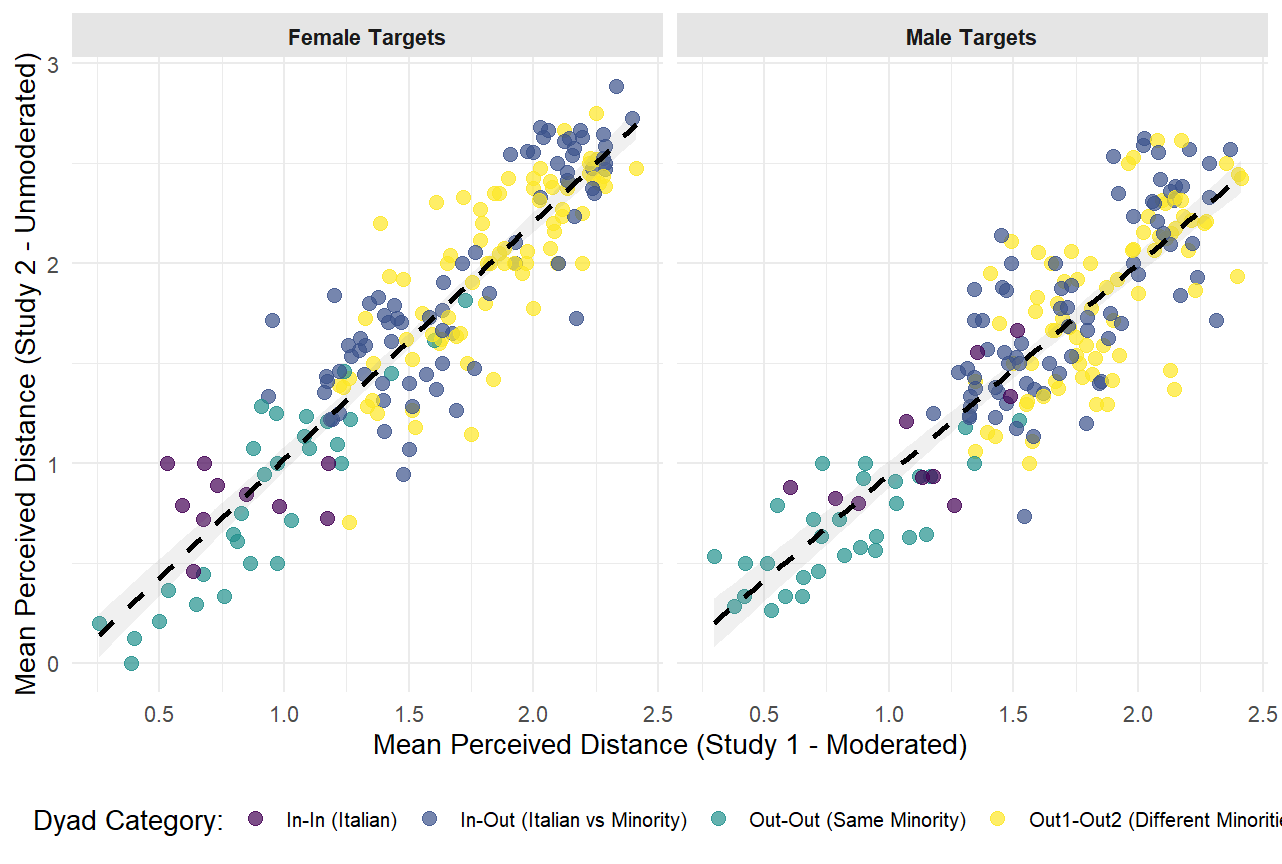 Female Targets
Male Targets
Mean Perceived Distance (Study 2 - Unmoderated)
3
2
1
0
0.5 1.0 1.5 2.0 2.5
0.5 1.0 1.5 2.0 2.5
Mean Perceived Distance (Study 1 - Moderated)
Dyad Category: In-In (Italian) In-Out (Italian vs Minority) Out-Out (Same Minority) Out1-Out2 (Different Minoritie